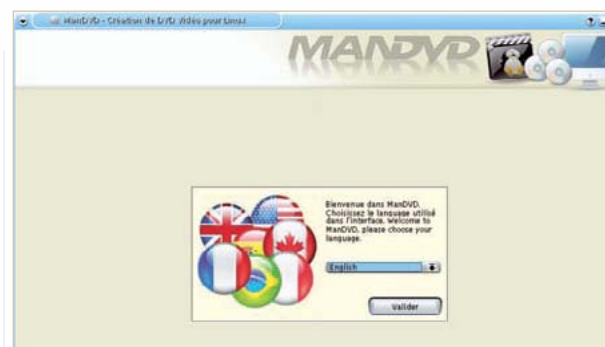 ManDVD - Création de DVD Vidéo pour Linux
MANDVD
Bienvenue dans ManDVD.
Choisissez le language utilisé
dans l'interface. Welcome to
ManDVD, please choose your
language.
English
Valider